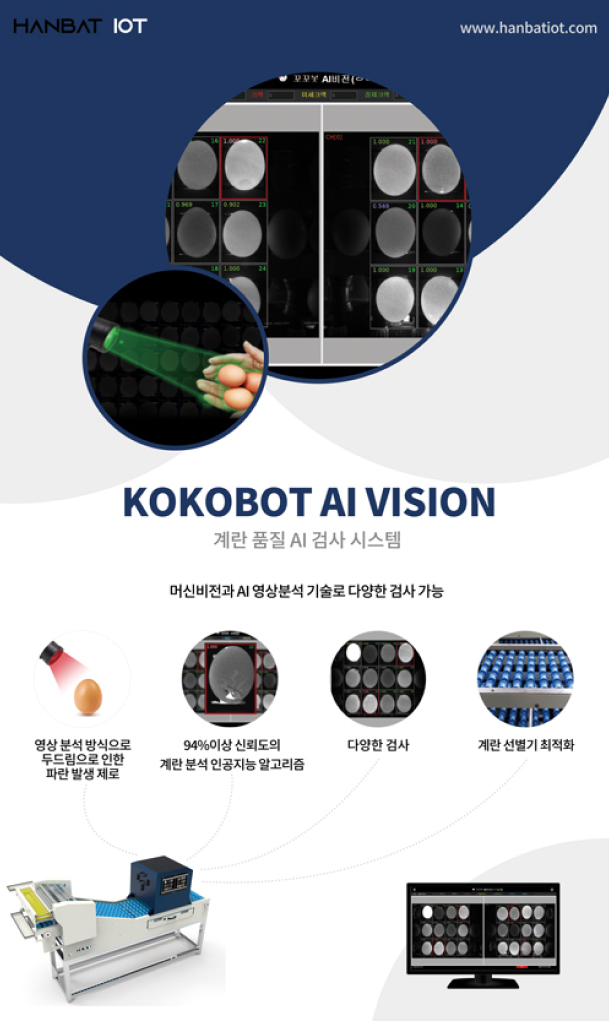 HANBAT IOT
www.hanbatiot.com
꼬꼬봇 AI비전
미세크랙
1.000 22
1.000 21
1.000
0.969 17
0.902 23
0.569 20
1.000 14
18
1.000 24
1.000 19
KOKOBOT AI VISION
계란 품질 AI 검사 시스템
머신비전과 AI 영상분석 기술로 다양한 검사 가능
영상 분석 방식으로
두드림으로 인한
파란 발생 제로
94%이상 신뢰도의
계란 분석 인공지능 알고리즘
다양한 검사
계란 선별기 최적화